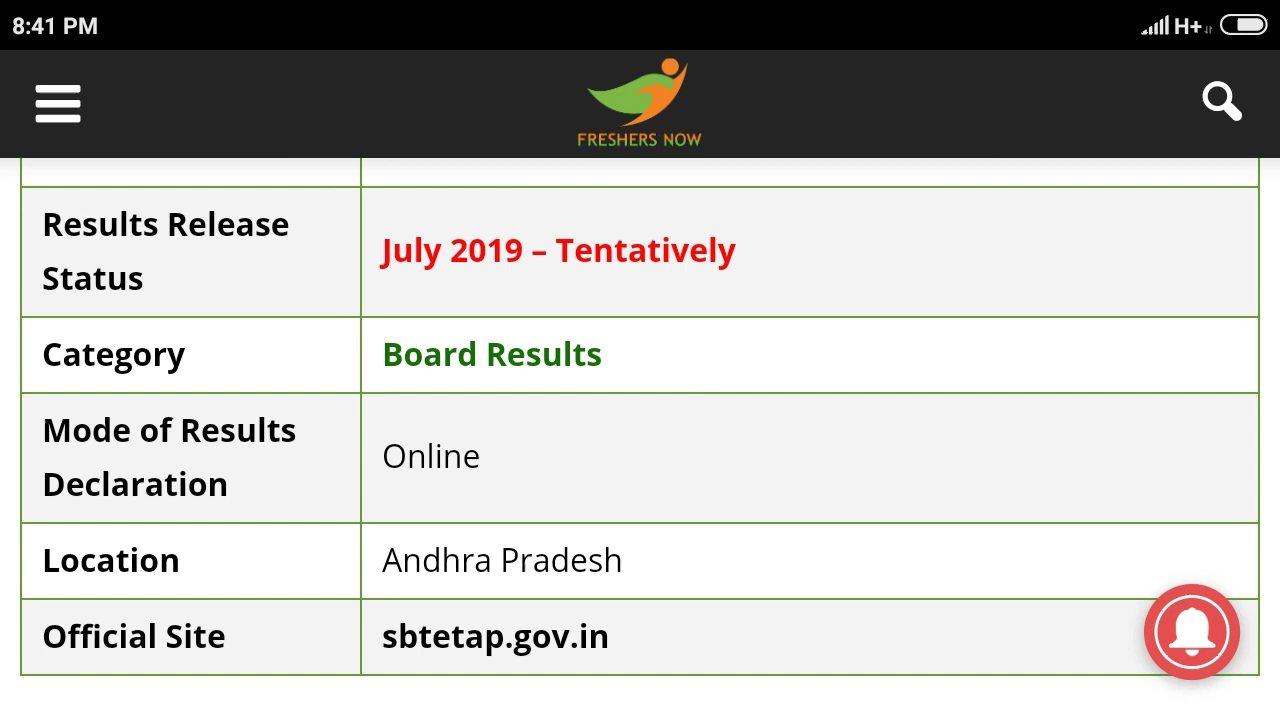 8:41 PM
H+
FRESHERS NOW
Results Release
Status
July 2019 – Tentatively
Category
Board Results
Mode of Results
Declaration
Online
Location
Andhra Pradesh
Official Site
sbtetap.gov.in